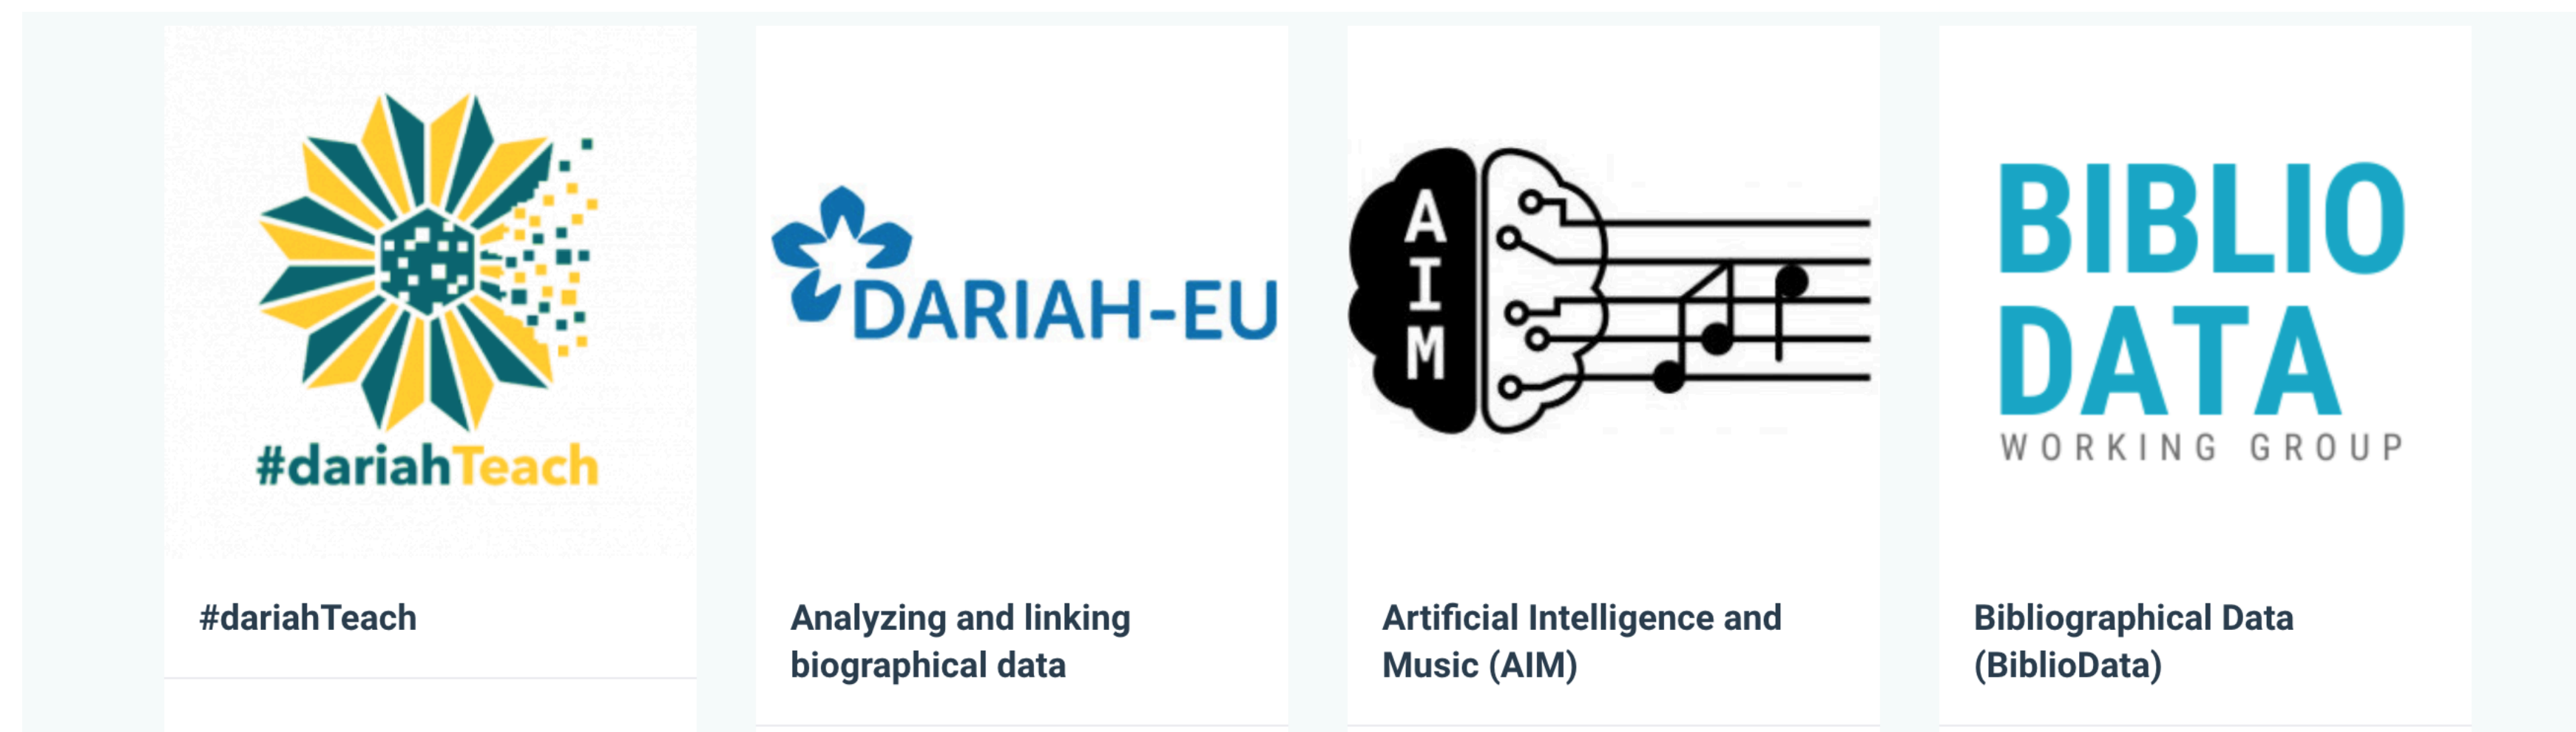 #dariahTeach
#dariahTeach
DARIAH-EU
Analyzing and linking
biographical data
AIM
Artificial Intelligence and
Music (AIM)
BIBLIO
DATA
WORKING GROUP
Bibliographical Data
(BiblioData)